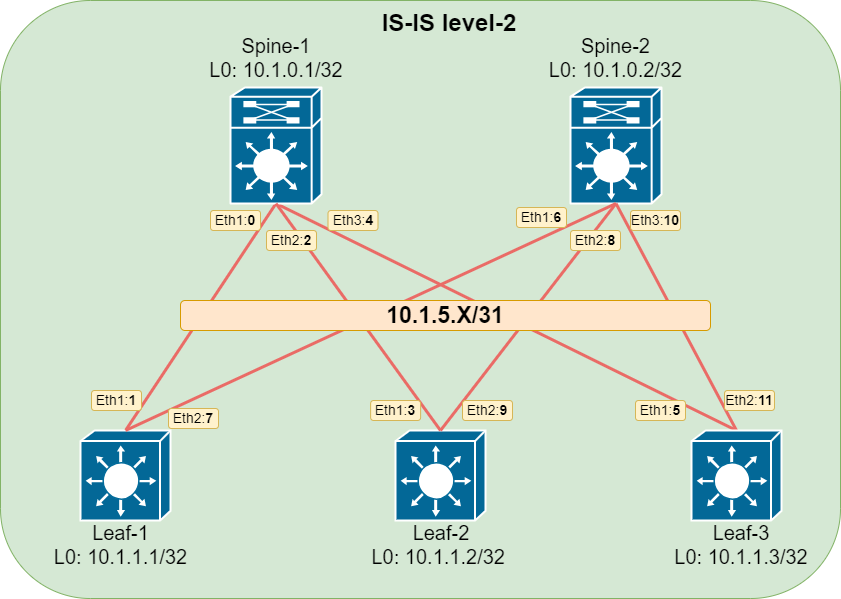 IS-IS level-2
Spine-1
L0: 10.1.0.1/32
Spine-2
L0: 10.1.0.2/32
Eth1:0
Eth2:2
Eth3:4
Eth1:6
Eth2:8
Eth3:10
10.1.5.X/31
Eth1:1
Eth2:7
Eth1:3
Eth2:9
Eth1:5
Eth2:11
Leaf-1
L0: 10.1.1.1/32
Leaf-2
L0: 10.1.1.2/32
Leaf-3
L0: 10.1.1.3/32